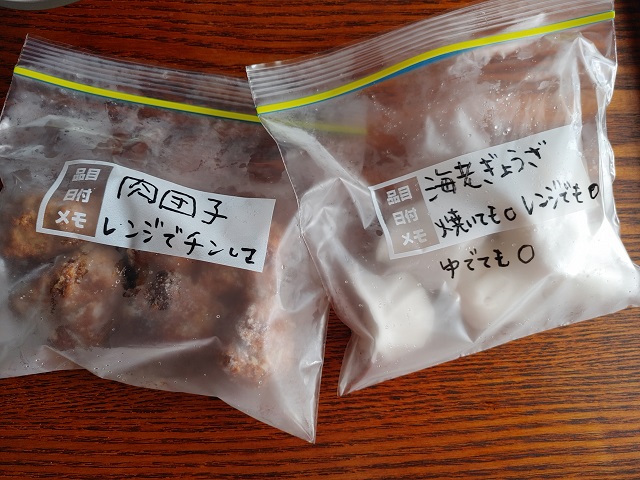 品目
日付
メモ
肉団子
レンジでチンして
品目
日付
メモ
海老ぎょうざ
焼いても○ レンジでも○
ゆでても○